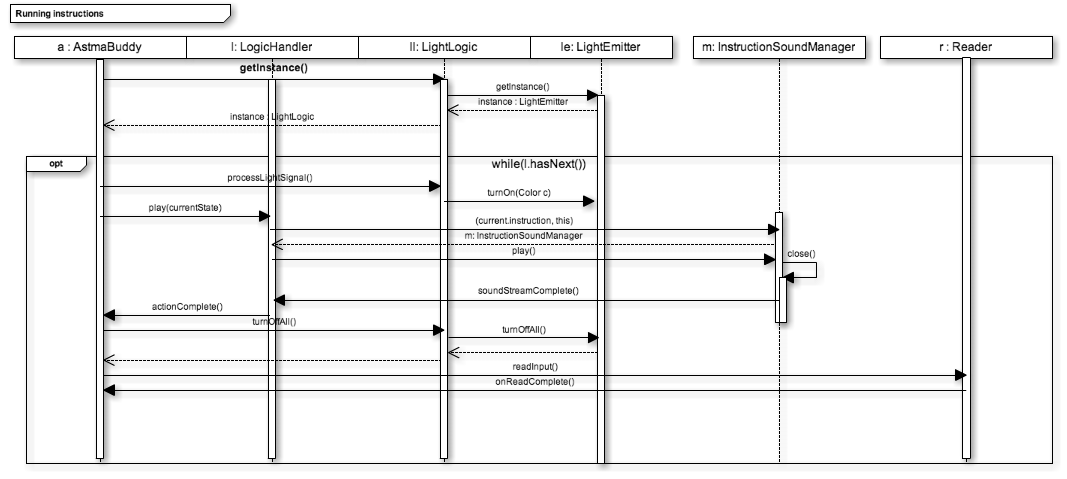 Running instructions
a : AstmaBuddy
l: LogicHandler
ll: LightLogic
le: LightEmitter
m: InstructionSoundManager
r : Reader
getInstance()
getInstance()
instance : LightEmitter
instance : LightLogic
opt
while(l.hasNext())
processLightSignal()
turnOn(Color c)
play(currentState)
(current.instruction, this)
m: InstructionSoundManager
play()
close()
soundStreamComplete()
actionComplete()
turnOffAll()
turnOffAll()
readInput()
onReadComplete()